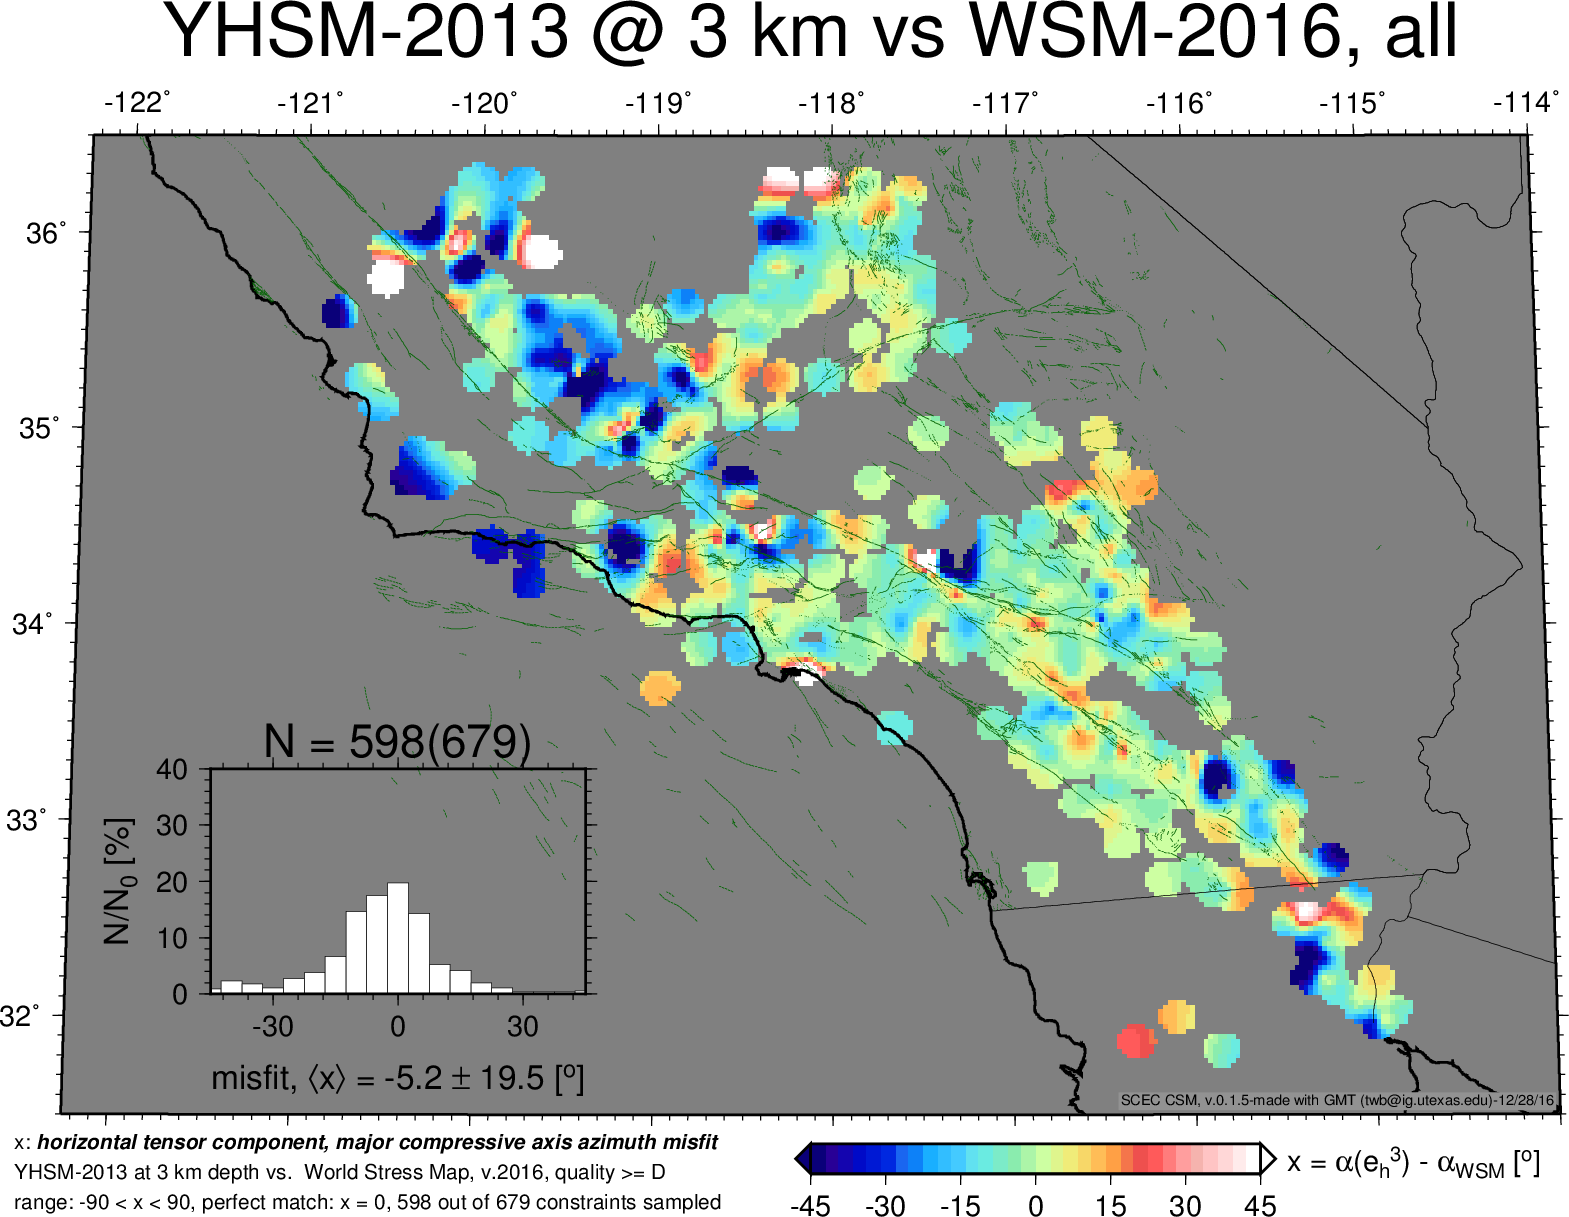 YHSM-2013 @ 3 km vs WSM-2016, all
-122˚ -121˚ -120˚ -119˚ -118˚ -117˚ -116˚ -115˚ -114˚
36˚
35˚
34˚
33˚
32˚
N = 598(679)
40
30
20
10
0
N/N0 [%]
-30 0 30
misfit, ⟨x⟩ = -5.2 ± 19.5 [º]
SCEC CSM, v.0.1.5-made with GMT (twb@ig.utexas.edu)-12/28/16
x: horizontal tensor component, major compressive axis azimuth misfit
YHSM-2013 at 3 km depth vs. World Stress Map, v.2016, quality >= D
range: -90 < x < 90, perfect match: x = 0, 598 out of 679 constraints sampled
x = α(eh3) - αWSM [º]
-45 -30 -15 0 15 30 45